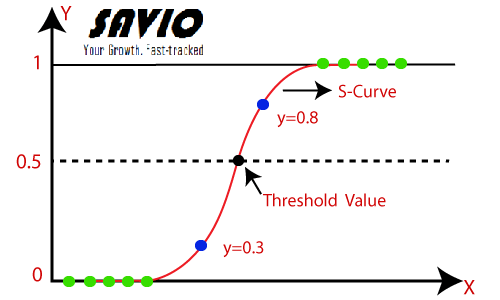 Y
SAVIO
Your Growth. Fast-tracked
1
S-Curve
y=0.8
0.5
Threshold Value
y=0.3
0
X